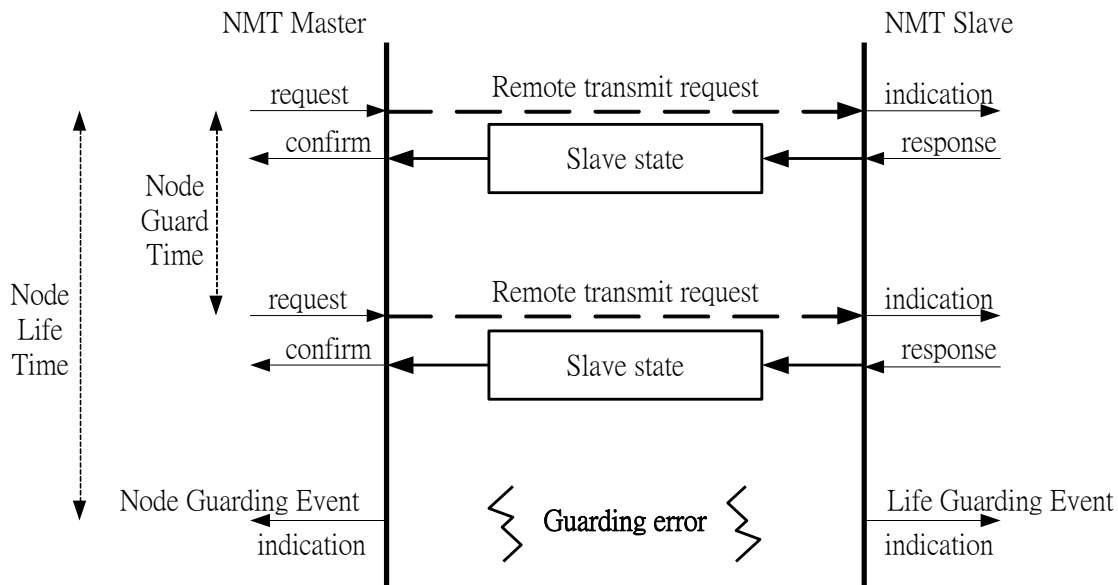 NMT Master
NMT Slave
request
Remote transmit request
indication
confirm
Slave state
response
Node
Guard
Time
Node
Life
Time
request
Remote transmit request
indication
confirm
Slave state
response
Node Guarding Event
indication
Guarding error
Life Guarding Event
indication